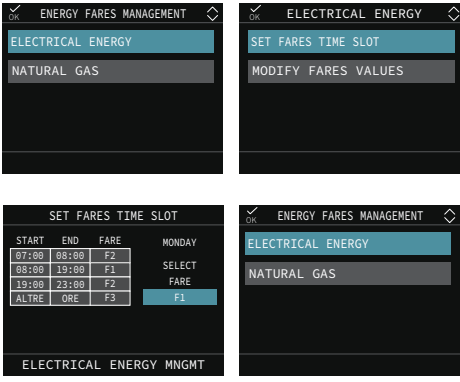 OK ENERGY FARES MANAGEMENT
ELECTRICAL ENERGY
NATURAL GAS
OK ELECTRICAL ENERGY
SET FARES TIME SLOT
MODIFY FARES VALUES
SET FARES TIME SLOT
START END FARE
07:00 08:00 F2
08:00 19:00 F1
19:00 23:00 F2
ALTRE ORE F3
MONDAY
SELECT
FARE
F1
ELECTRICAL ENERGY MNGMT
OK ENERGY FARES MANAGEMENT
ELECTRICAL ENERGY
NATURAL GAS